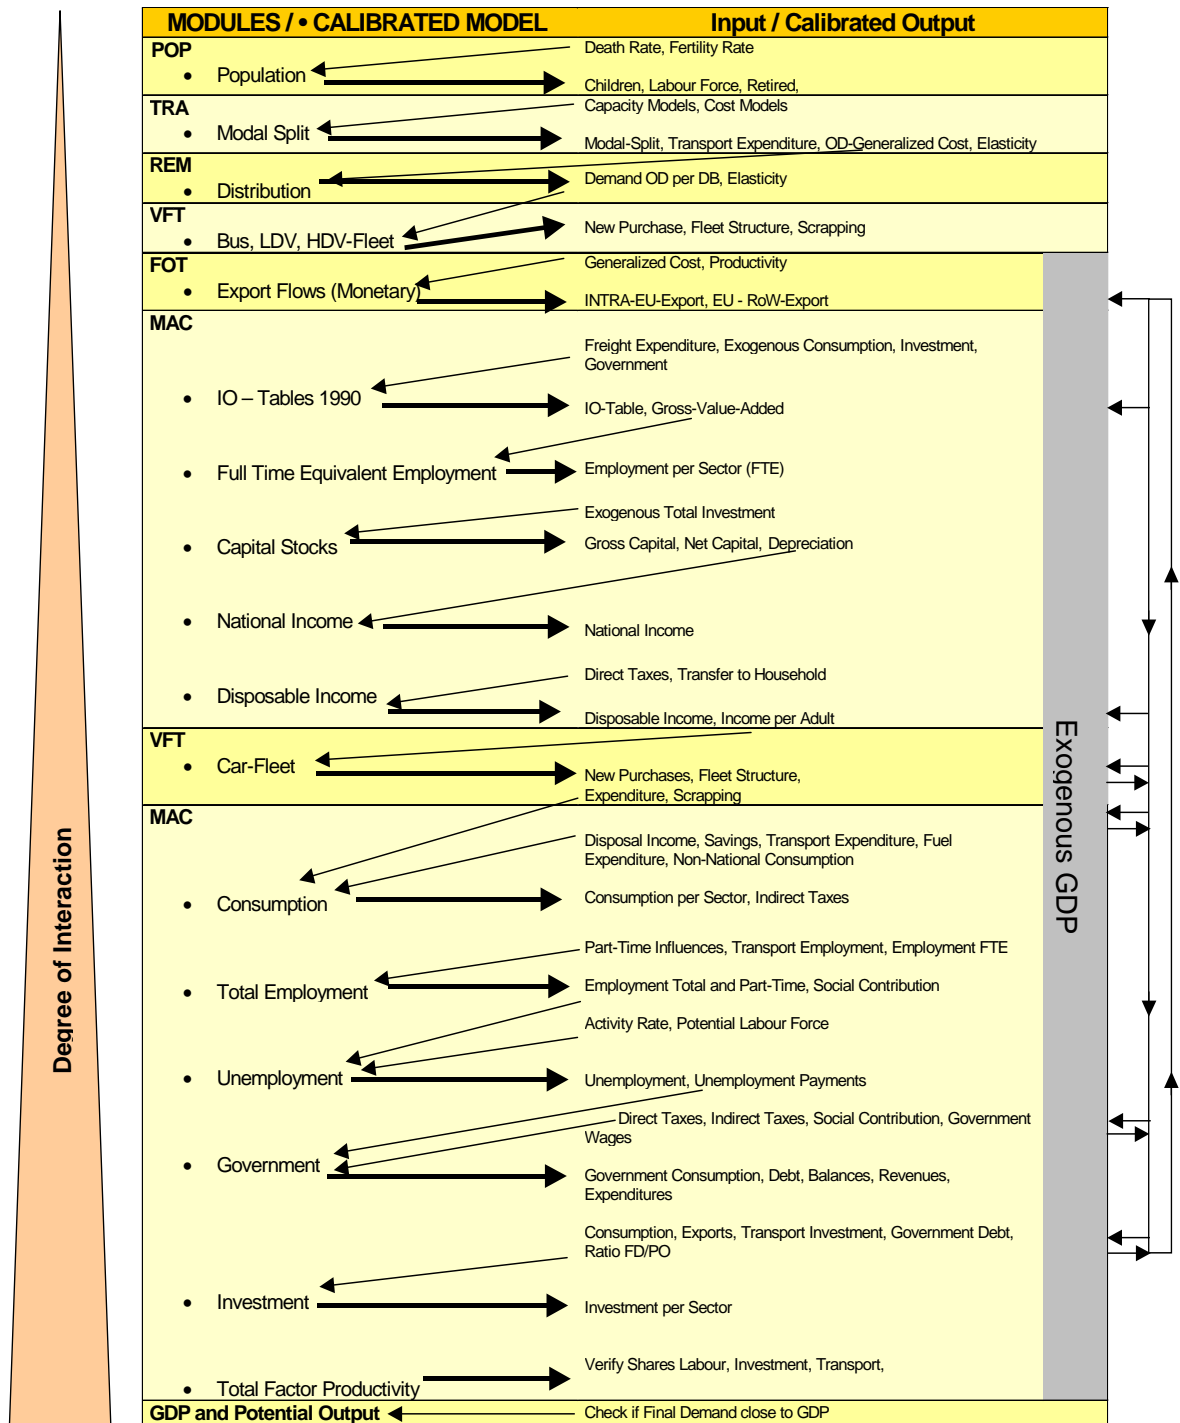 MODULES / • CALIBRATED MODEL Input / Calibrated Output
POP
Death Rate, Fertility Rate
• Population
Children, Labour Force, Retired,
TRA
Capacity Models, Cost Models
• Modal Split
Modal-Split, Transport Expenditure, OD-Generalized Cost, Elasticity
REM
• Distribution
Demand OD per DB, Elasticity
VFT
• Bus, LDV, HDV-Fleet
New Purchase, Fleet Structure, Scrapping
FOT
Generalized Cost, Productivity
• Export Flows (Monetary)
INTRA-EU-Export, EU - RoW-Export
MAC
Freight Expenditure, Exogenous Consumption, Investment,
Government
• IO – Tables 1990
IO-Table, Gross-Value-Added
• Full Time Equivalent Employment
Employment per Sector (FTE)
Exogenous Total Investment
• Capital Stocks
Gross Capital, Net Capital, Depreciation
• National Income
National Income
Direct Taxes, Transfer to Household
• Disposable Income
Disposable Income, Income per Adult
VFT
• Car-Fleet
New Purchases, Fleet Structure,
Expenditure, Scrapping
MAC
Disposal Income, Savings, Transport Expenditure, Fuel
Expenditure, Non-National Consumption
• Consumption
Consumption per Sector, Indirect Taxes
Part-Time Influences, Transport Employment, Employment FTE
• Total Employment
Employment Total and Part-Time, Social Contribution
Activity Rate, Potential Labour Force
• Unemployment
Unemployment, Unemployment Payments
Direct Taxes, Indirect Taxes, Social Contribution, Government
Wages
• Government
Government Consumption, Debt, Balances, Revenues,
Expenditures
Consumption, Exports, Transport Investment, Government Debt,
Ratio FD/PO
• Investment
Investment per Sector
Verify Shares Labour, Investment, Transport,
• Total Factor Productivity
GDP and Potential Output
Check if Final Demand close to GDP
Exogenous GDP
Degree of Interaction